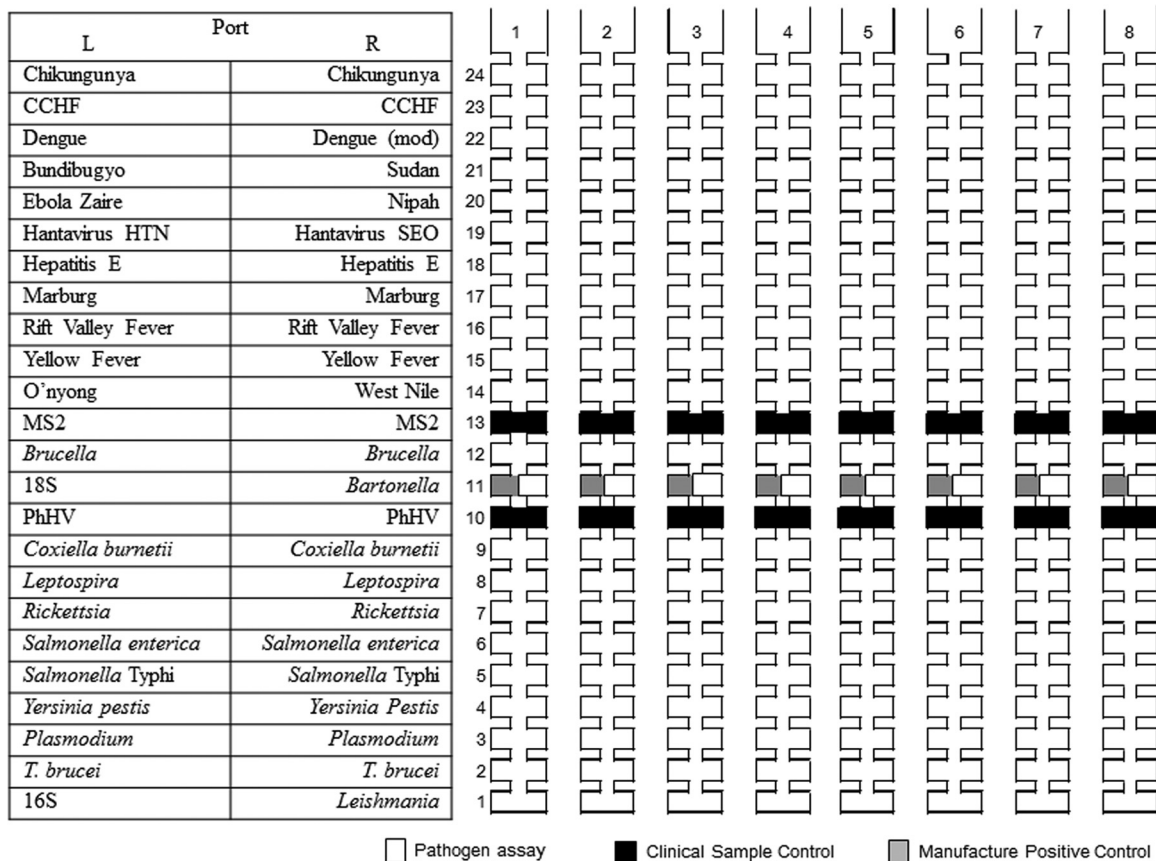 Port
L R
1 2 3 4 5 6 7 8
Chikungunya Chikungunya 24
CCHF CCHF 23
Dengue Dengue (mod) 22
Bundibugyo Sudan 21
Ebola Zaire Nipah 20
Hantavirus HTN Hantavirus SEO 19
Hepatitis E Hepatitis E 18
Marburg Marburg 17
Rift Valley Fever Rift Valley Fever 16
Yellow Fever Yellow Fever 15
O’nyong West Nile 14
MS2 MS2 13
Brucella Brucella 12
18S Bartonella 11
PhHV PhHV 10
Coxiella burnetii Coxiella burnetii 9
Leptospira Leptospira 8
Rickettsia Rickettsia 7
Salmonella enterica Salmonella enterica 6
Salmonella Typhi Salmonella Typhi 5
Yersinia pestis Yersinia Pestis 4
Plasmodium Plasmodium 3
T. brucei T. brucei 2
16S Leishmania 1
Pathogen assay Clinical Sample Control Manufacture Positive Control